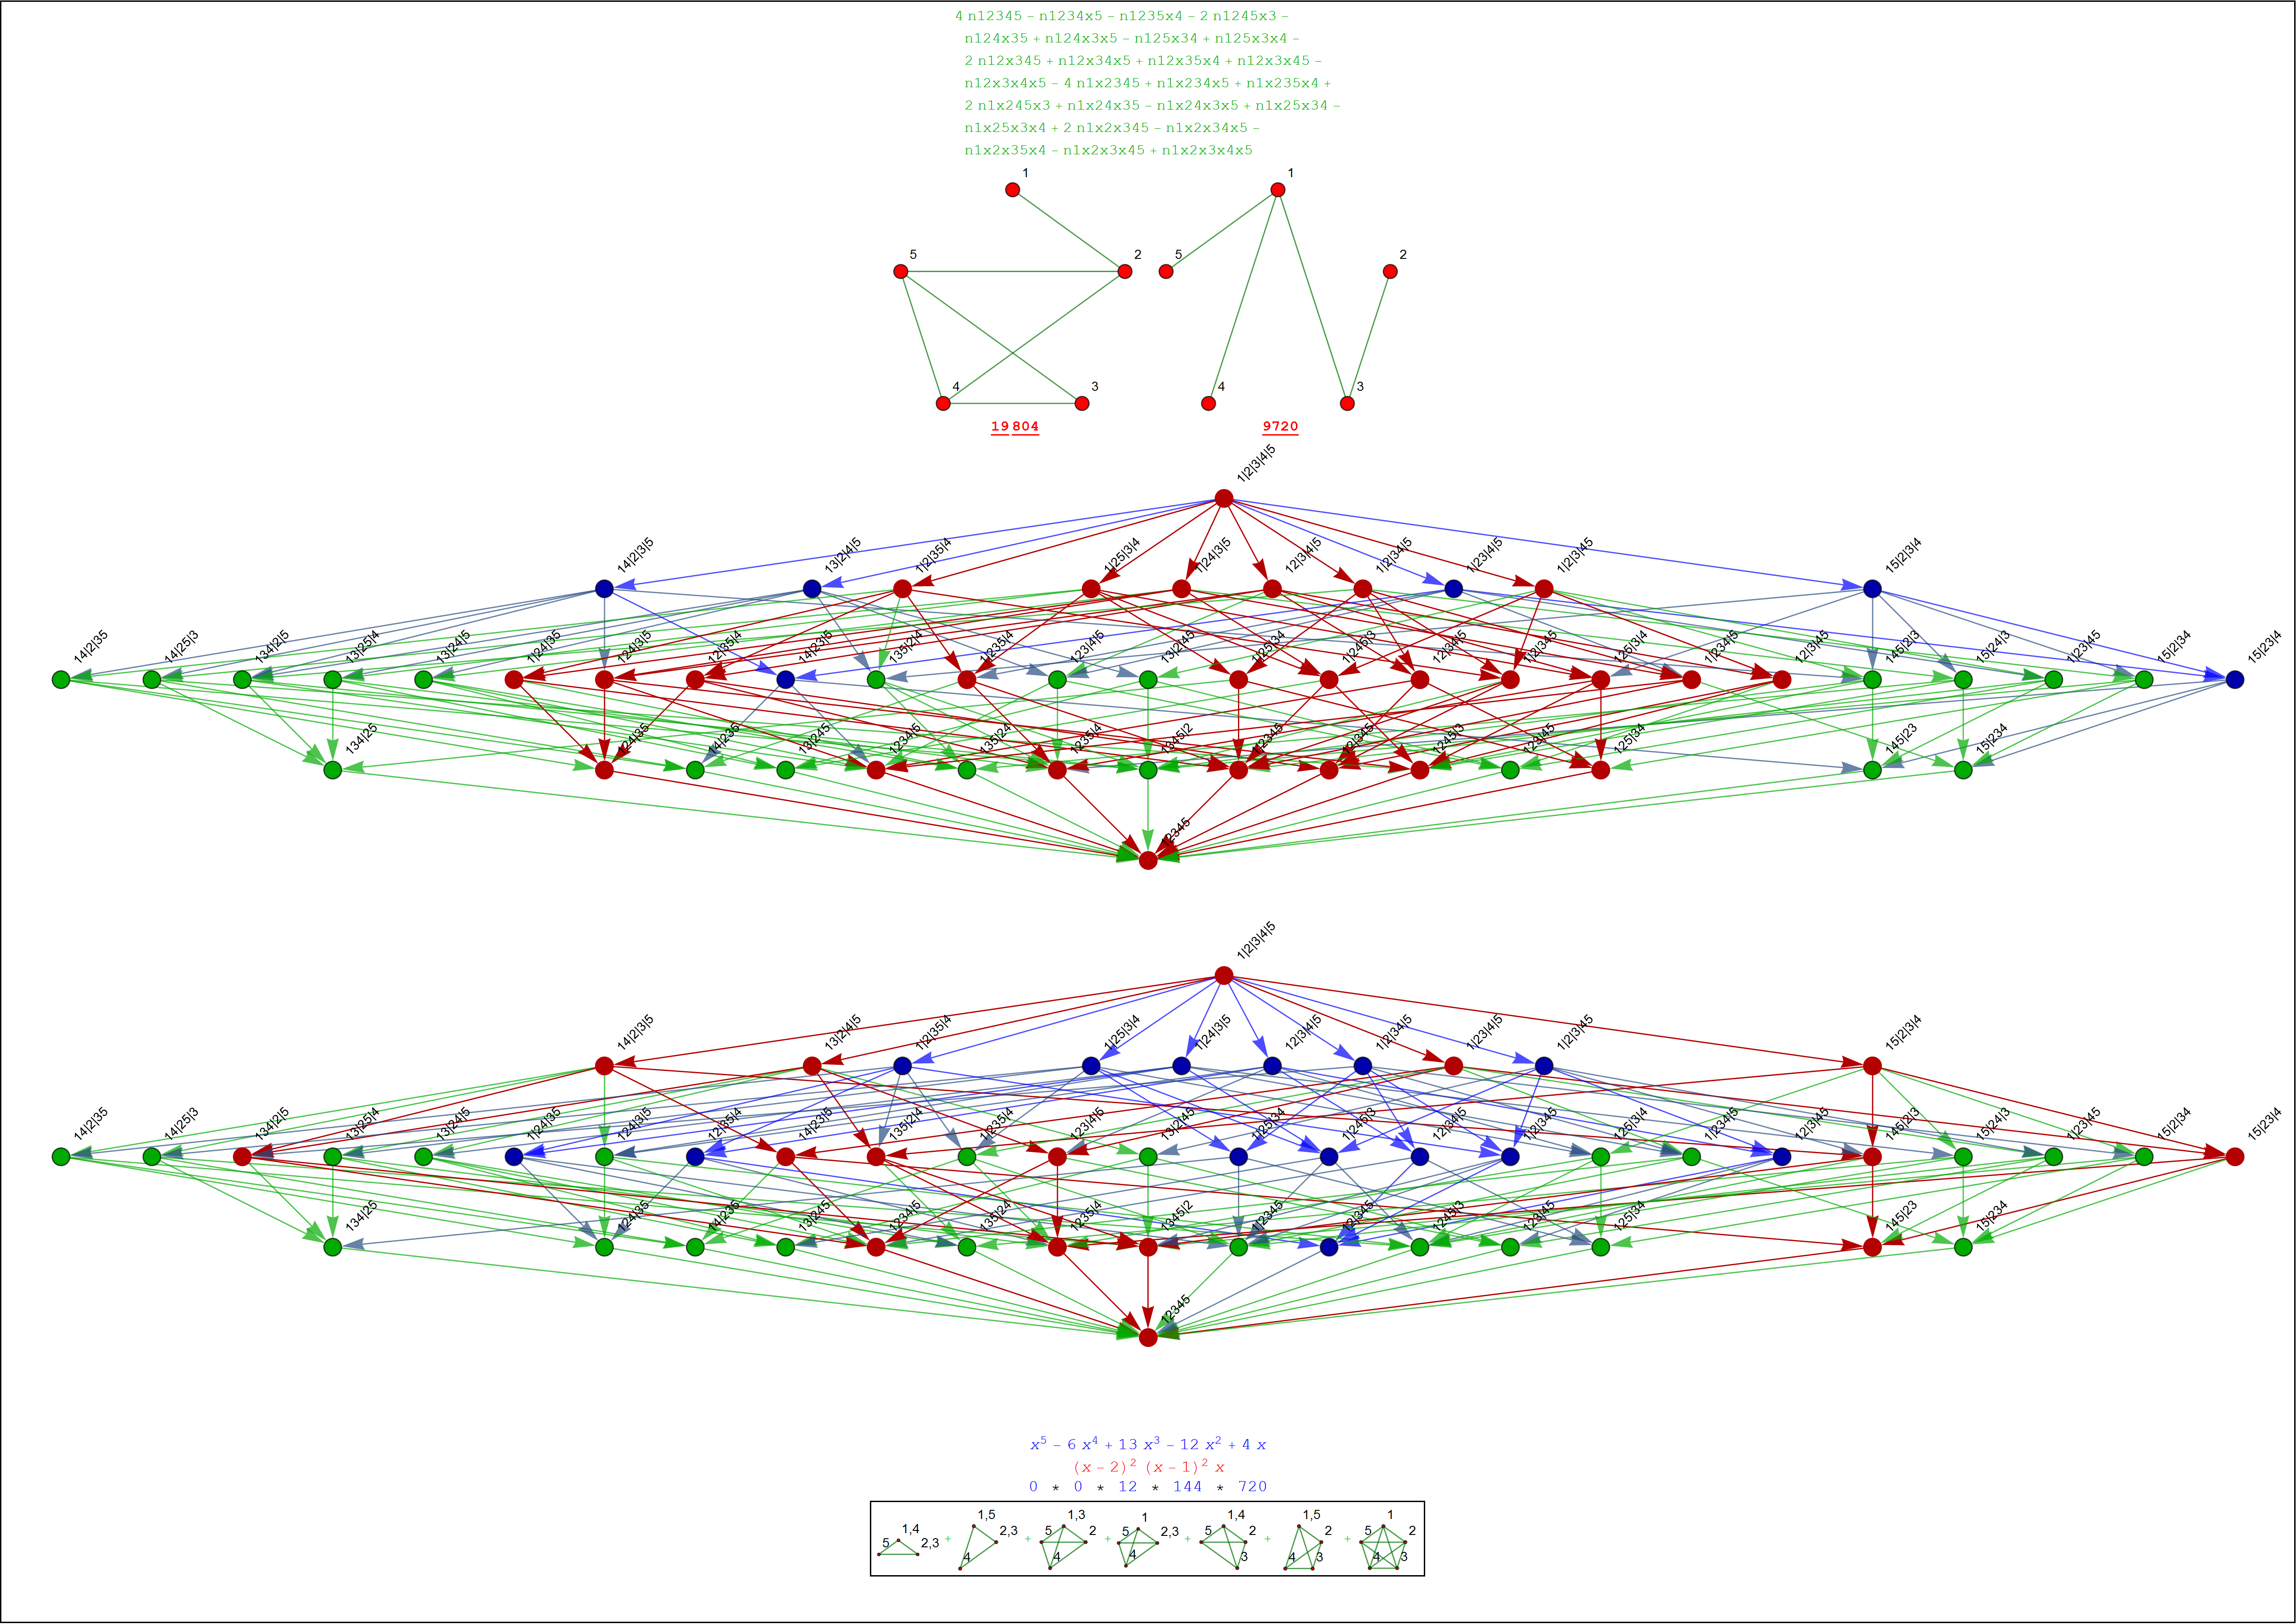 4 n12345 − n1234x5 − n1235x4 − 2 n1245x3 −
n124x35 + n124x3x5 − n125x34 + n125x3x4 −
2 n12x345 + n12x34x5 + n12x35x4 + n12x3x45 −
n12x3x4x5 − 4 n1x2345 + n1x234x5 + n1x235x4 +
2 n1x245x3 + n1x24x35 − n1x24x3x5 + n1x25x34 −
n1x25x3x4 + 2 n1x2x345 − n1x2x34x5 −
n1x2x35x4 − n1x2x3x45 + n1x2x3x4x5
1 1
5 2 5 2
4 3 4 3
19 804 9720
1|2|3|4|5
14|2|3|5 13|2|4|5 1|2|35|4 1|25|3|4 1|24|3|5 12|3|4|5 1|2|34|5 1|23|4|5 1|2|3|45 15|2|3|4
14|2|35 14|25|3 134|2|5 13|25|4 13|24|5 1|24|35 124|3|5 12|35|4 14|23|5 135|2|4 1|235|4 123|4|5 13|2|45 1|25|34 1|245|3 12|34|5 1|2|345 125|3|4 1|234|5 12|3|45 145|2|3 15|24|3 1|23|45 15|2|34 15|23|4
134|25 124|35 14|235 13|245 1234|5 135|24 1235|4 1345|2 1|2345 12|345 1245|3 123|45 125|34 145|23 15|234
12345
1|2|3|4|5
14|2|3|5 13|2|4|5 1|2|35|4 1|25|3|4 1|24|3|5 12|3|4|5 1|2|34|5 1|23|4|5 1|2|3|45 15|2|3|4
14|2|35 14|25|3 134|2|5 13|25|4 13|24|5 1|24|35 124|3|5 12|35|4 14|23|5 135|2|4 1|235|4 123|4|5 13|2|45 1|25|34 1|245|3 12|34|5 1|2|345 125|3|4 1|234|5 12|3|45 145|2|3 15|24|3 1|23|45 15|2|34 15|23|4
134|25 124|35 14|235 13|245 1234|5 135|24 1235|4 1345|2 1|2345 12|345 1245|3 123|45 125|34 145|23 15|234
12345
x⁵ − 6 x⁴ + 13 x³ − 12 x² + 4 x
(x − 2)² (x − 1)² x
0 * 0 * 12 * 144 * 720
5 1,4 2,3 + 1,5 2,3 4 + 1,3 5 2 4 + 1 5 2,3 4 + 1,4 5 2 3 + 1,5 2 4 3 + 1 5 2 4 3